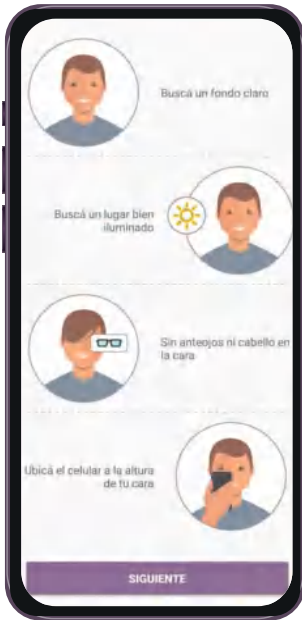 Buscá un fondo claro
Buscá un lugar bien
iluminado
Sin anteojos ni cabello en
la cara
Ubicá el celular a la altura
de tu cara
SIGUIENTE